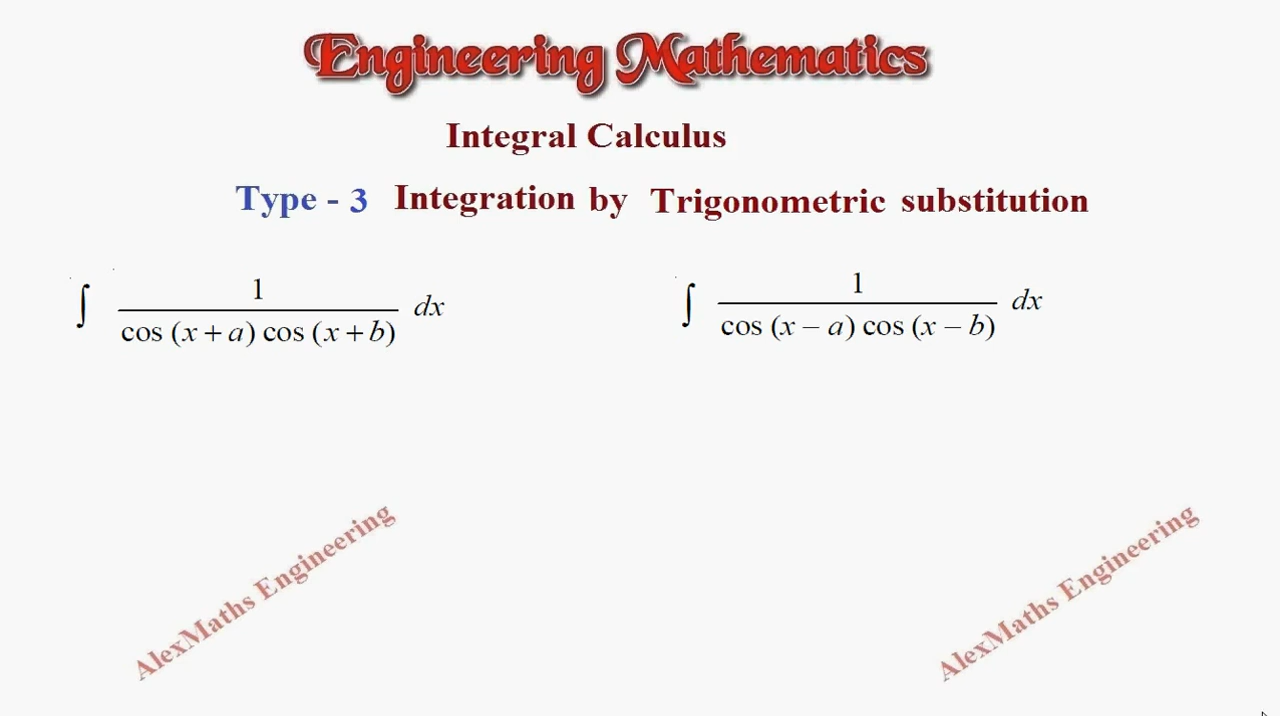 Engineering Mathematics
Integral Calculus
Type - 3 Integration by Trigonometric substitution
∫ 1 / cos (x + a) cos (x + b) dx
∫ 1 / cos (x − a) cos (x − b) dx
AlexMaths Engineering
AlexMaths Engineering